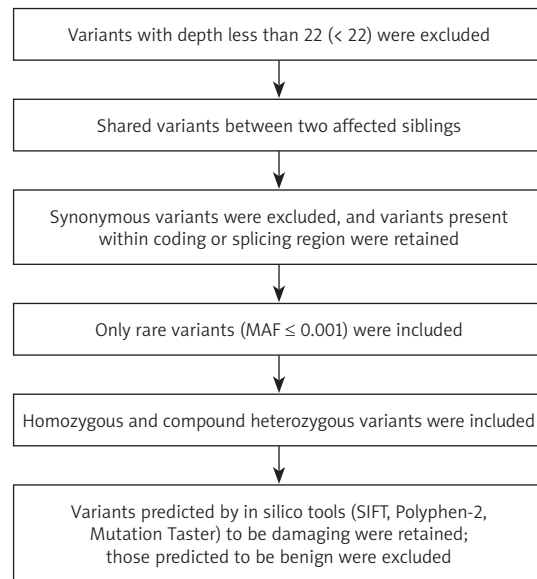 Variants with depth less than 22 (< 22) were excluded
Shared variants between two affected siblings
Synonymous variants were excluded, and variants present
within coding or splicing region were retained
Only rare variants (MAF ≤ 0.001) were included
Homozygous and compound heterozygous variants were included
Variants predicted by in silico tools (SIFT, Polyphen-2,
Mutation Taster) to be damaging were retained;
those predicted to be benign were excluded